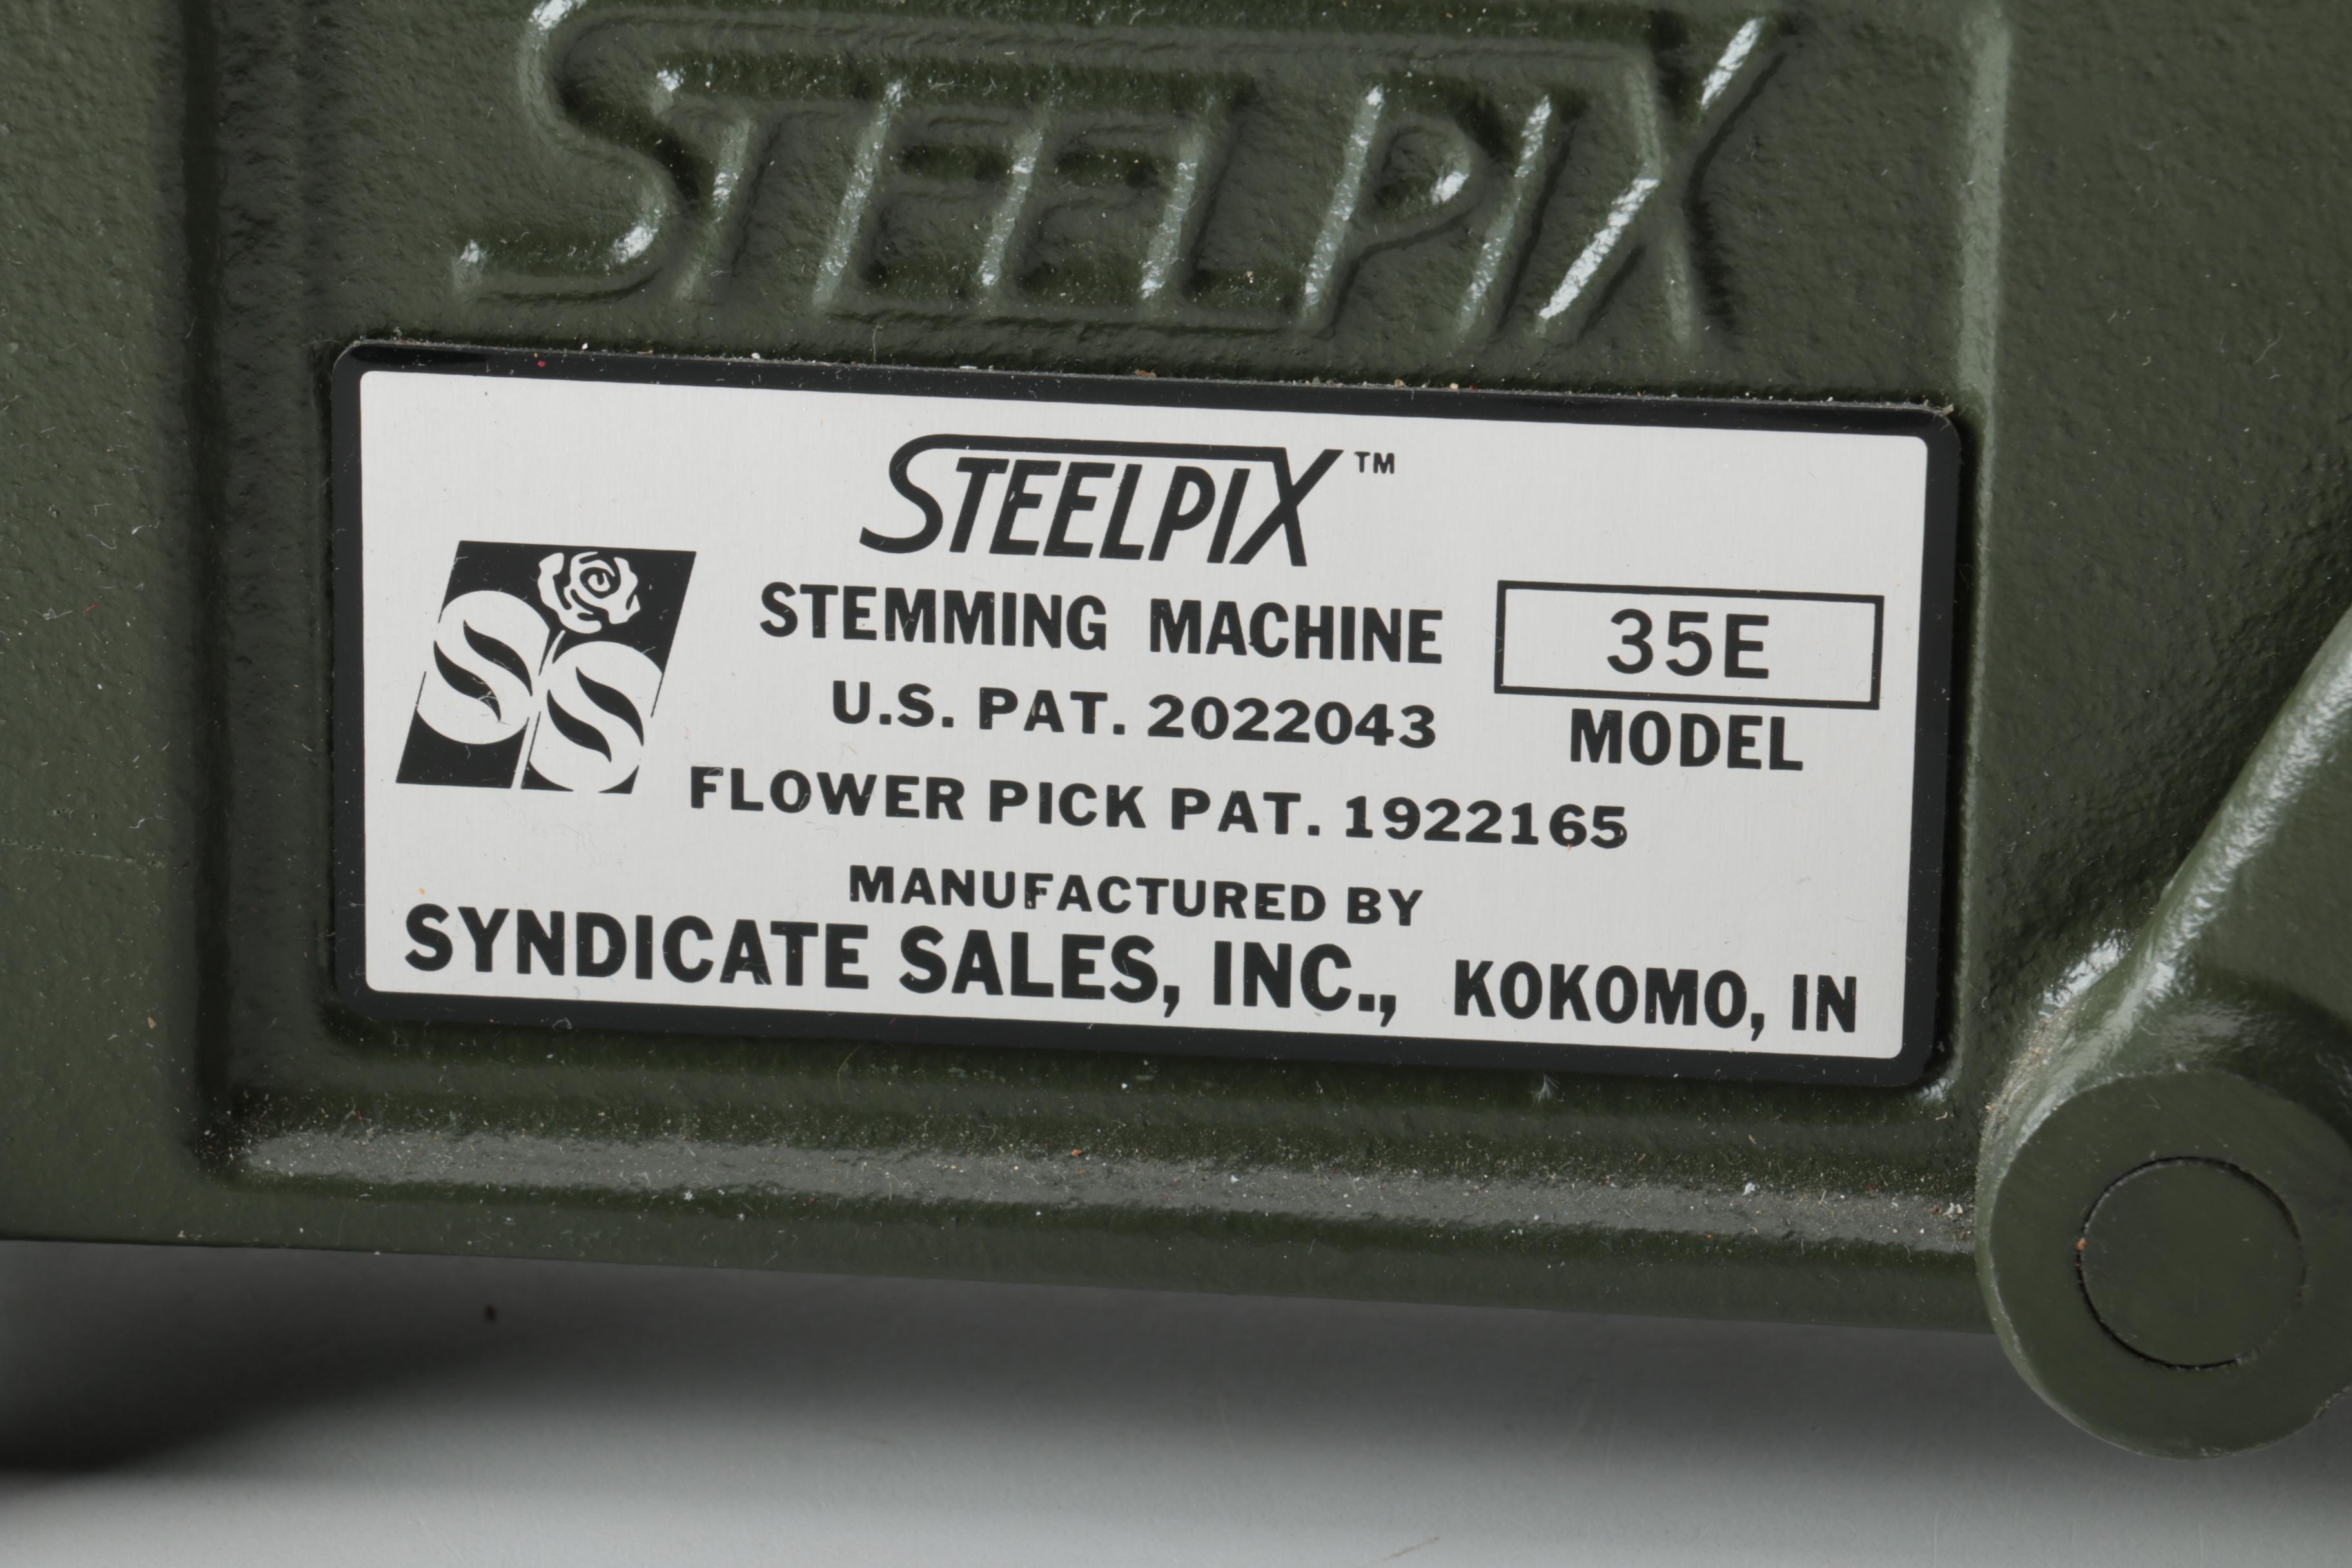 STEELPIX
STEELPIX™
SS
STEMMING MACHINE
35E
MODEL
U.S. PAT. 2022043
FLOWER PICK PAT. 1922165
MANUFACTURED BY
SYNDICATE SALES, INC., KOKOMO, IN